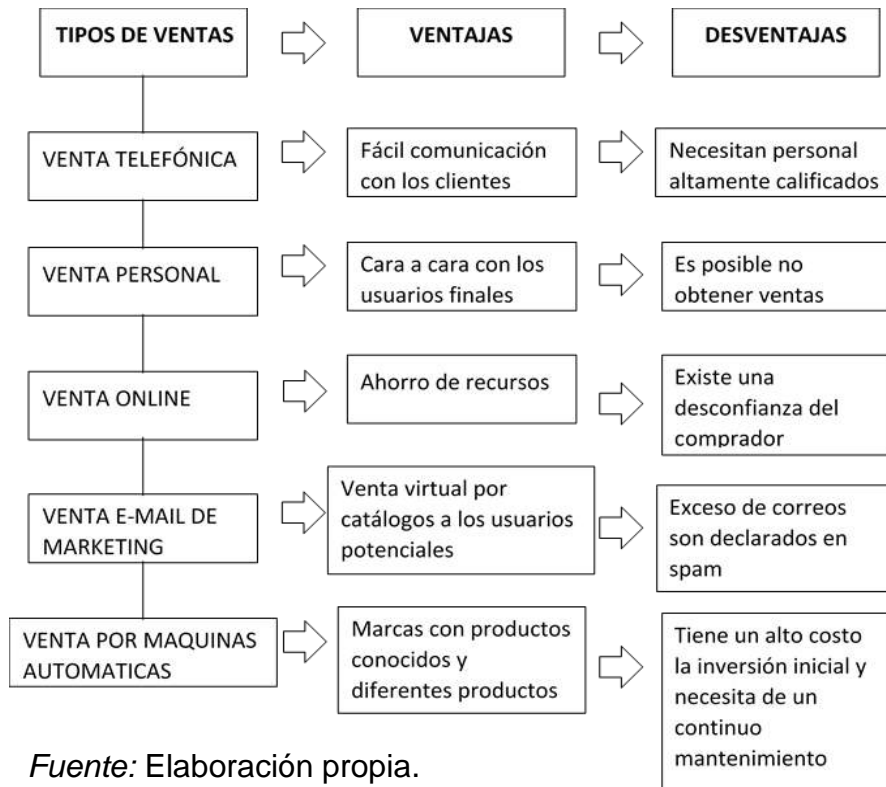 TIPOS DE VENTAS
VENTAJAS
DESVENTAJAS
VENTA TELEFÓNICA
Fácil comunicación
con los clientes
Necesitan personal
altamente calificados
VENTA PERSONAL
Cara a cara con los
usuarios finales
Es posible no
obtener ventas
VENTA ONLINE
Ahorro de recursos
Existe una
desconfianza del
comprador
VENTA E-MAIL DE
MARKETING
Venta virtual por
catálogos a los usuarios
potenciales
Exceso de correos
son declarados en
spam
VENTA POR MAQUINAS
AUTOMATICAS
Marcas con productos
conocidos y
diferentes productos
Tiene un alto costo
la inversión inicial y
necesita de un
continuo
mantenimiento
Fuente: Elaboración propia.